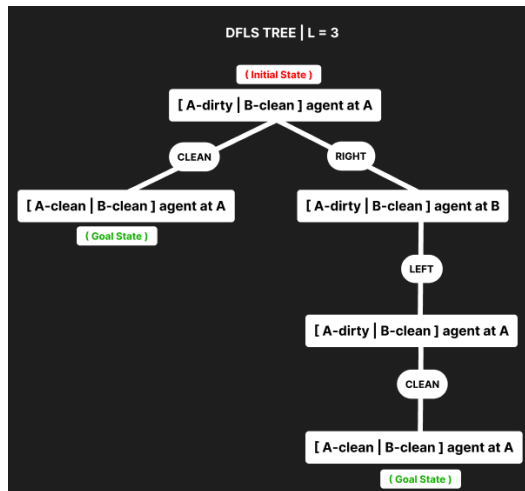 DFLS TREE | L = 3
( Initial State )
[ A-dirty | B-clean ] agent at A
CLEAN
RIGHT
[ A-clean | B-clean ] agent at A
[ A-dirty | B-clean ] agent at B
( Goal State )
LEFT
[ A-dirty | B-clean ] agent at A
CLEAN
[ A-clean | B-clean ] agent at A
( Goal State )